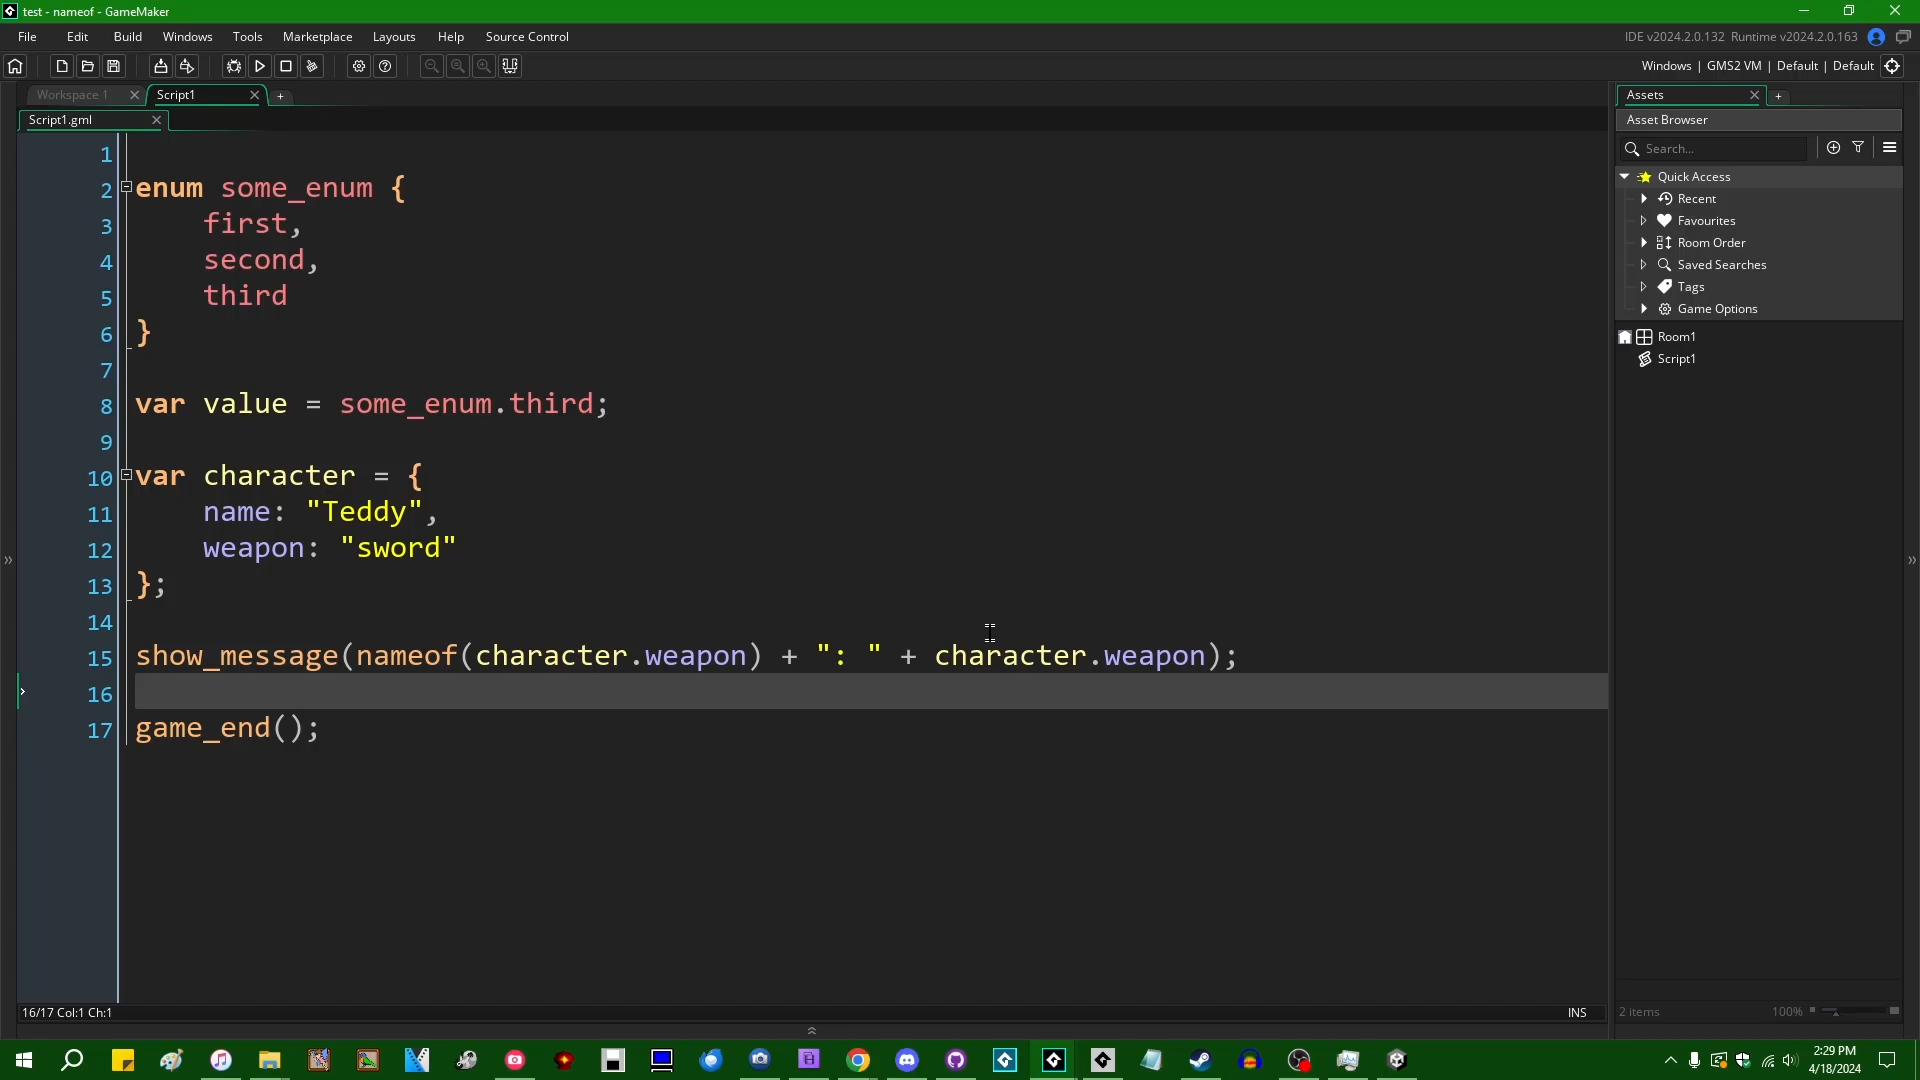 test - nameof - GameMaker
File Edit Build Windows Tools Marketplace Layouts Help Source Control
IDE v2024.2.0.132 Runtime v2024.2.0.163
Windows | GMS2 VM | Default | Default
Workspace 1
Script1
Script1.gml
1
2 enum some_enum {
3 first,
4 second,
5 third
6 }
7
8 var value = some_enum.third;
9
10 var character = {
11 name: "Teddy",
12 weapon: "sword"
13 };
14
15 show_message(nameof(character.weapon) + ": " + character.weapon);
16
17 game_end();
16/17 Col:1 Ch:1
INS
Assets
Asset Browser
Search...
Quick Access
Recent
Favourites
Room Order
Saved Searches
Tags
Game Options
Room1
Script1
2 items
100%
2:29 PM
4/18/2024